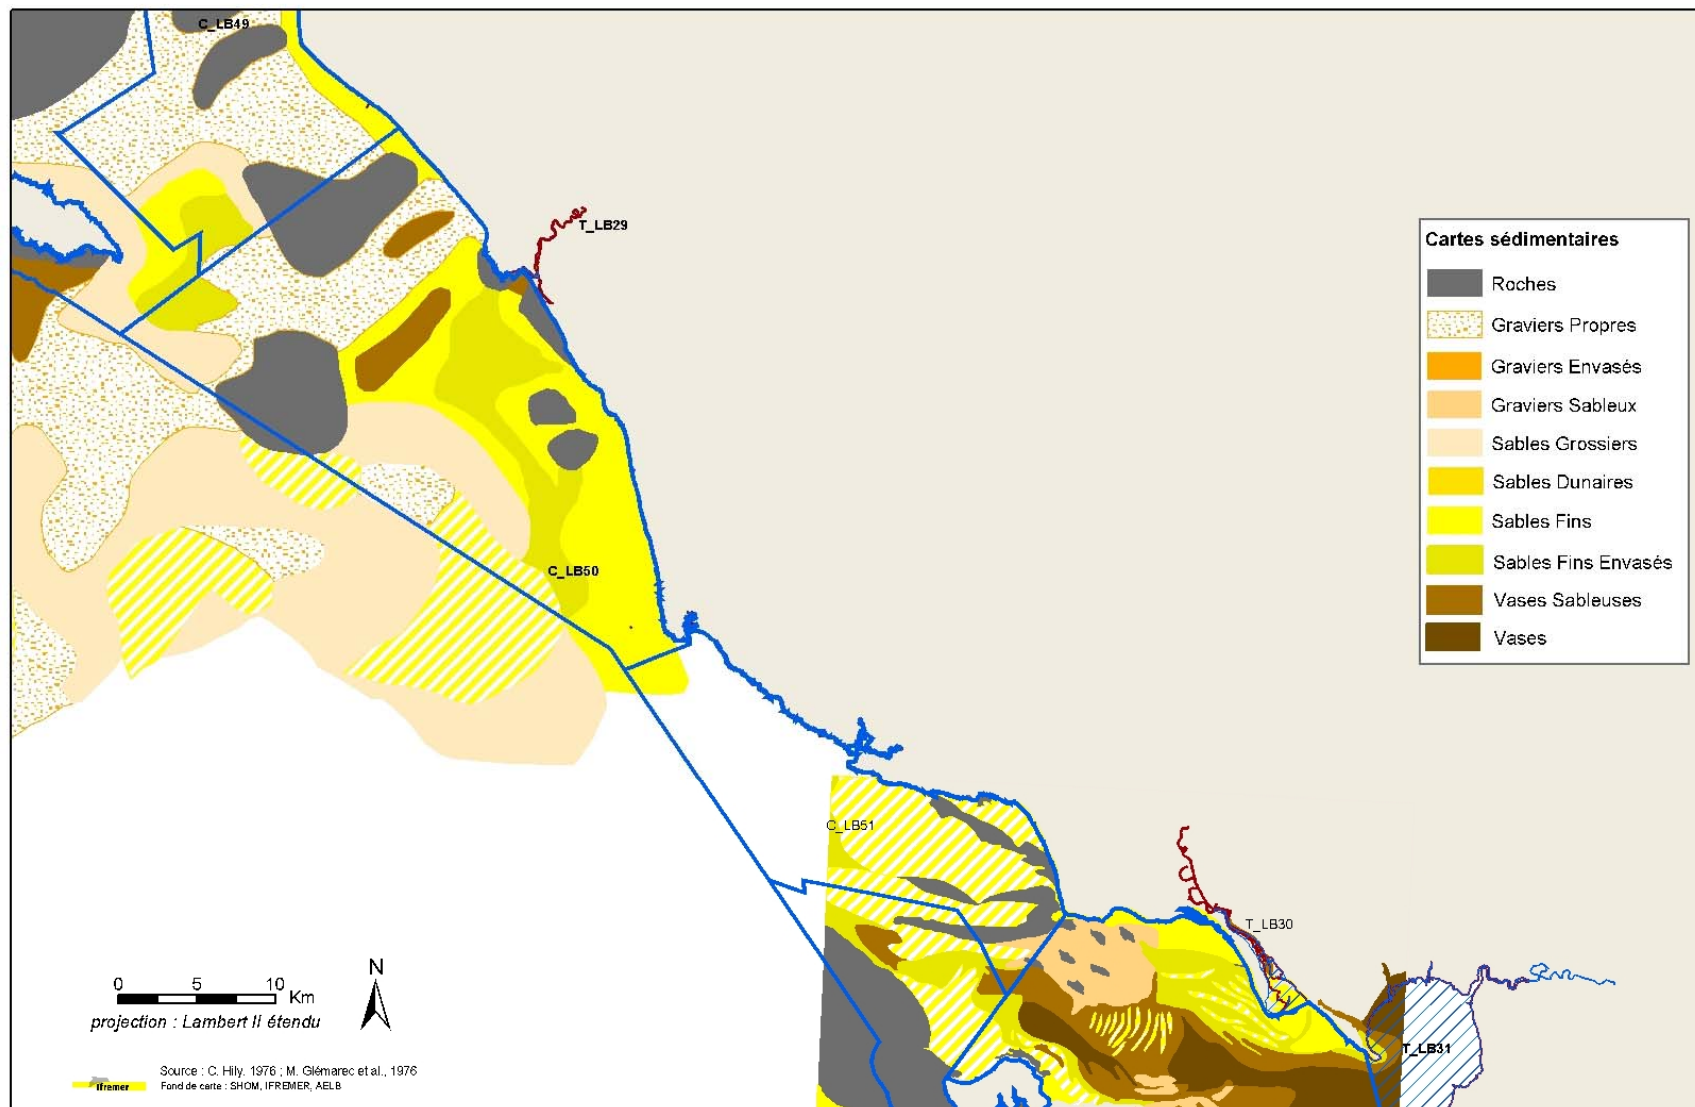 C_LB49
T_LB29
Cartes sédimentaires
Roches
Graviers Propres
Graviers Envasés
Graviers Sableux
Sables Grossiers
Sables Dunaires
Sables Fins
Sables Fins Envasés
Vases Sableuses
Vases
C_LB50
C_LB51
T_LB30
T_LB31
0 5 10 Km
N
projection : Lambert II étendu
Source : C. Hily. 1976 ; M. Glémarec et al., 1976
Ifremer
Fond de carte : SHOM, IFREMER, AELB